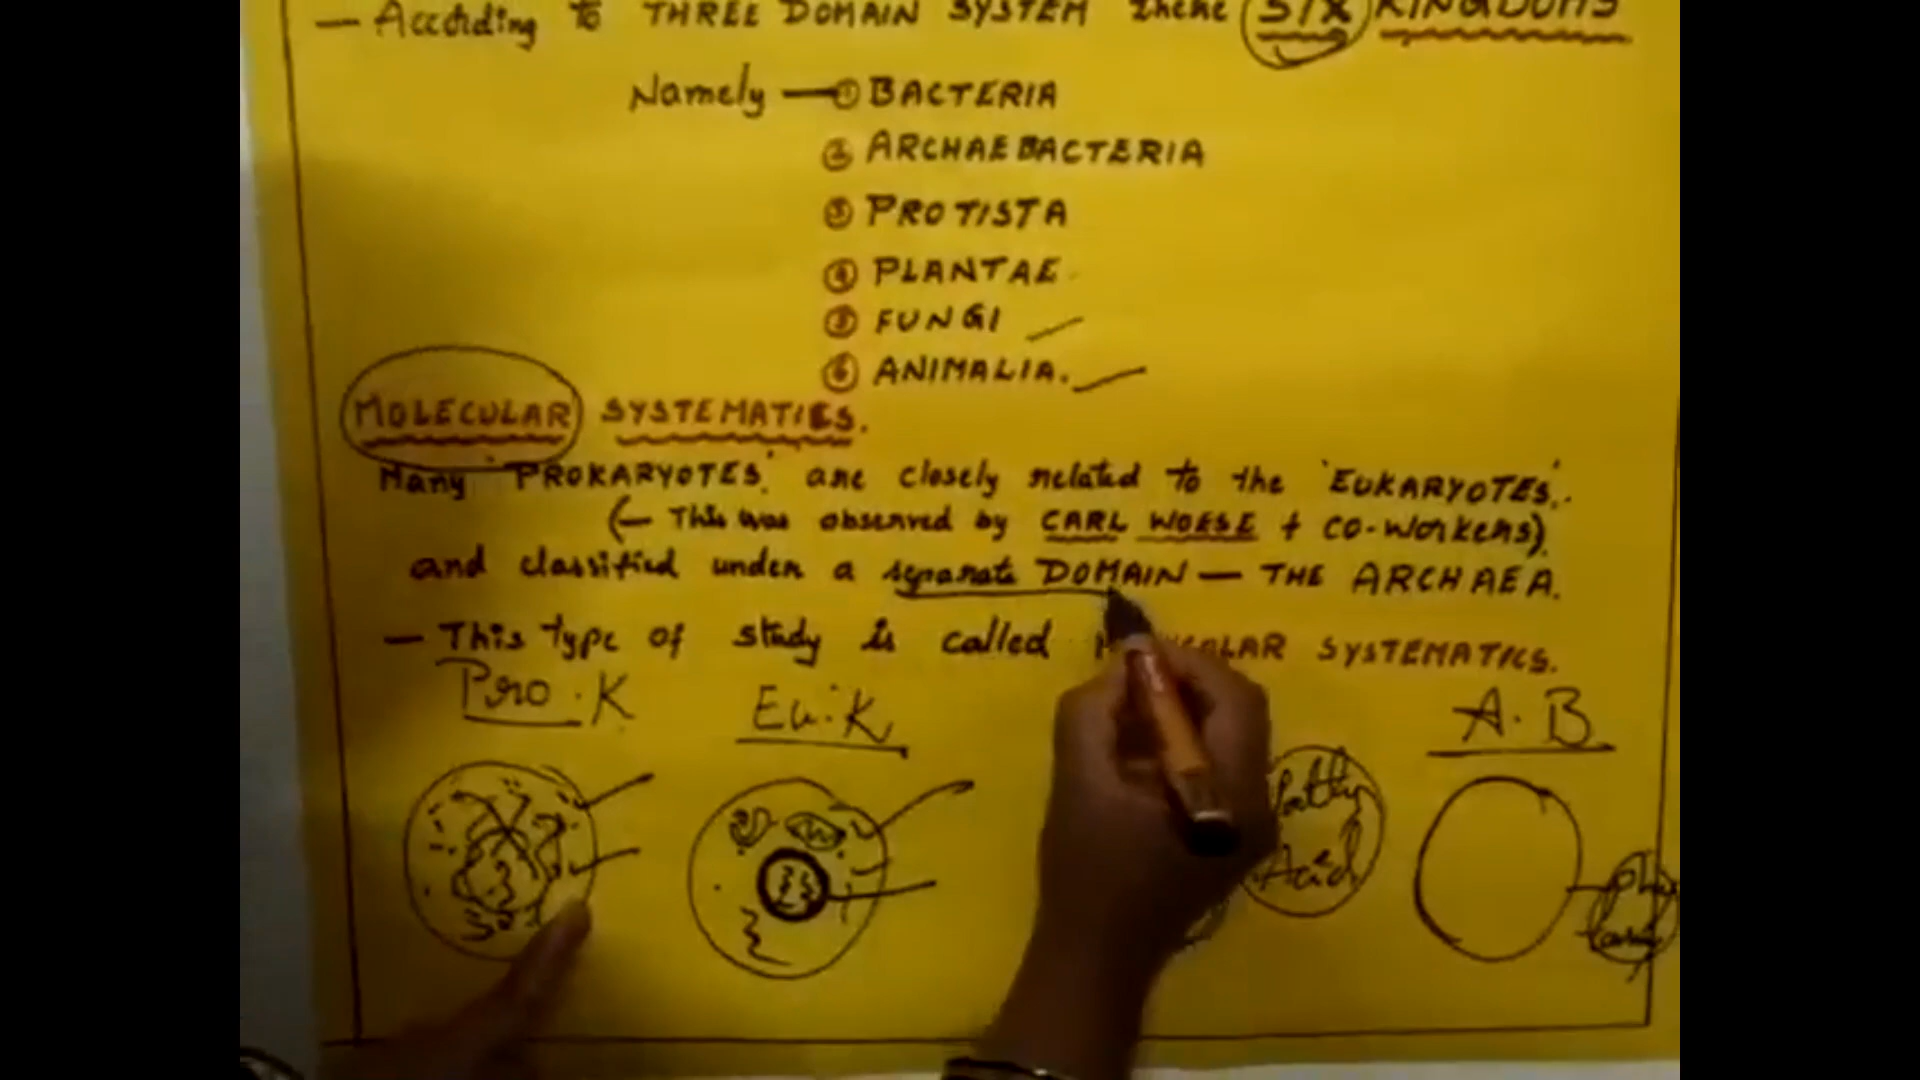 — According to THREE DOMAIN SYSTEM there SIX KINGDOMS
Namely — ① BACTERIA
② ARCHAEBACTERIA
③ PROTISTA
④ PLANTAE
⑤ FUNGI
⑥ ANIMALIA.
MOLECULAR SYSTEMATICS.
Many 'PROKARYOTES' are closely related to the 'EUKARYOTES'.
(— This was observed by CARL WOESE + CO-WORKERS)
and classified under a separate DOMAIN — THE ARCHAEA.
— This type of study is called SYSTEMATICS.
Pro.K
Eu.K
A.B
Acid